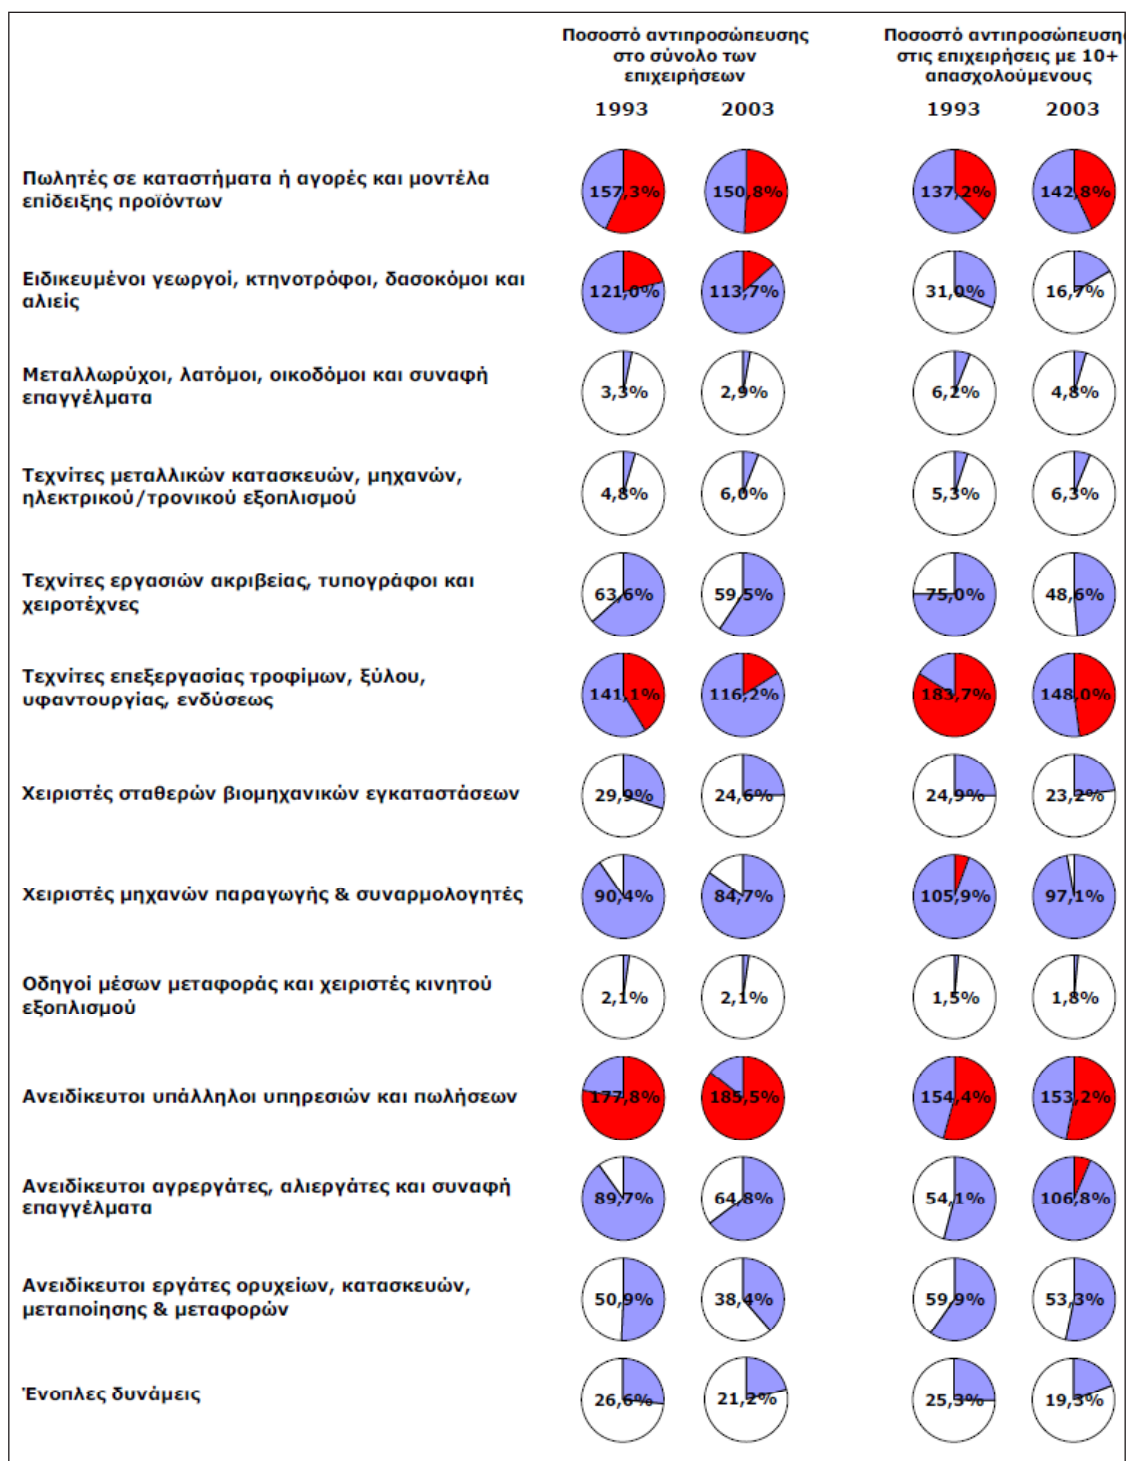 Ποσοστό αντιπροσώπευσης
στο σύνολο των
επιχειρήσεων
Ποσοστό αντιπροσώπευσης
στις επιχειρήσεις με 10+
απασχολούμενους
1993 2003 1993 2003
Πωλητές σε καταστήματα ή αγορές και μοντέλα
επίδειξης προϊόντων
157,3% 150,8% 137,2% 142,8%
Ειδικευμένοι γεωργοί, κτηνοτρόφοι, δασοκόμοι και
αλιείς
121,0% 113,7% 31,0% 16,7%
Μεταλλωρύχοι, λατόμοι, οικοδόμοι και συναφή
επαγγέλματα
3,3% 2,9% 6,2% 4,8%
Τεχνίτες μεταλλικών κατασκευών, μηχανών,
ηλεκτρικού/τρονικού εξοπλισμού
4,8% 6,0% 5,3% 6,3%
Τεχνίτες εργασιών ακριβείας, τυπογράφοι και
χειροτέχνες
63,6% 59,5% 75,0% 48,6%
Τεχνίτες επεξεργασίας τροφίμων, ξύλου,
υφαντουργίας, ενδύσεως
141,1% 116,2% 183,7% 148,0%
Χειριστές σταθερών βιομηχανικών εγκαταστάσεων
29,9% 24,6% 24,9% 23,2%
Χειριστές μηχανών παραγωγής & συναρμολογητές
90,4% 84,7% 105,9% 97,1%
Οδηγοί μέσων μεταφοράς και χειριστές κινητού
εξοπλισμού
2,1% 2,1% 1,5% 1,8%
Ανειδίκευτοι υπάλληλοι υπηρεσιών και πωλήσεων
177,8% 185,5% 154,4% 153,2%
Ανειδίκευτοι αγρεργάτες, αλιεργάτες και συναφή
επαγγέλματα
89,7% 64,8% 54,1% 106,8%
Ανειδίκευτοι εργάτες ορυχείων, κατασκευών,
μεταποίησης & μεταφορών
50,9% 38,4% 59,9% 53,3%
Ένοπλες δυνάμεις
26,6% 21,2% 25,3% 19,3%